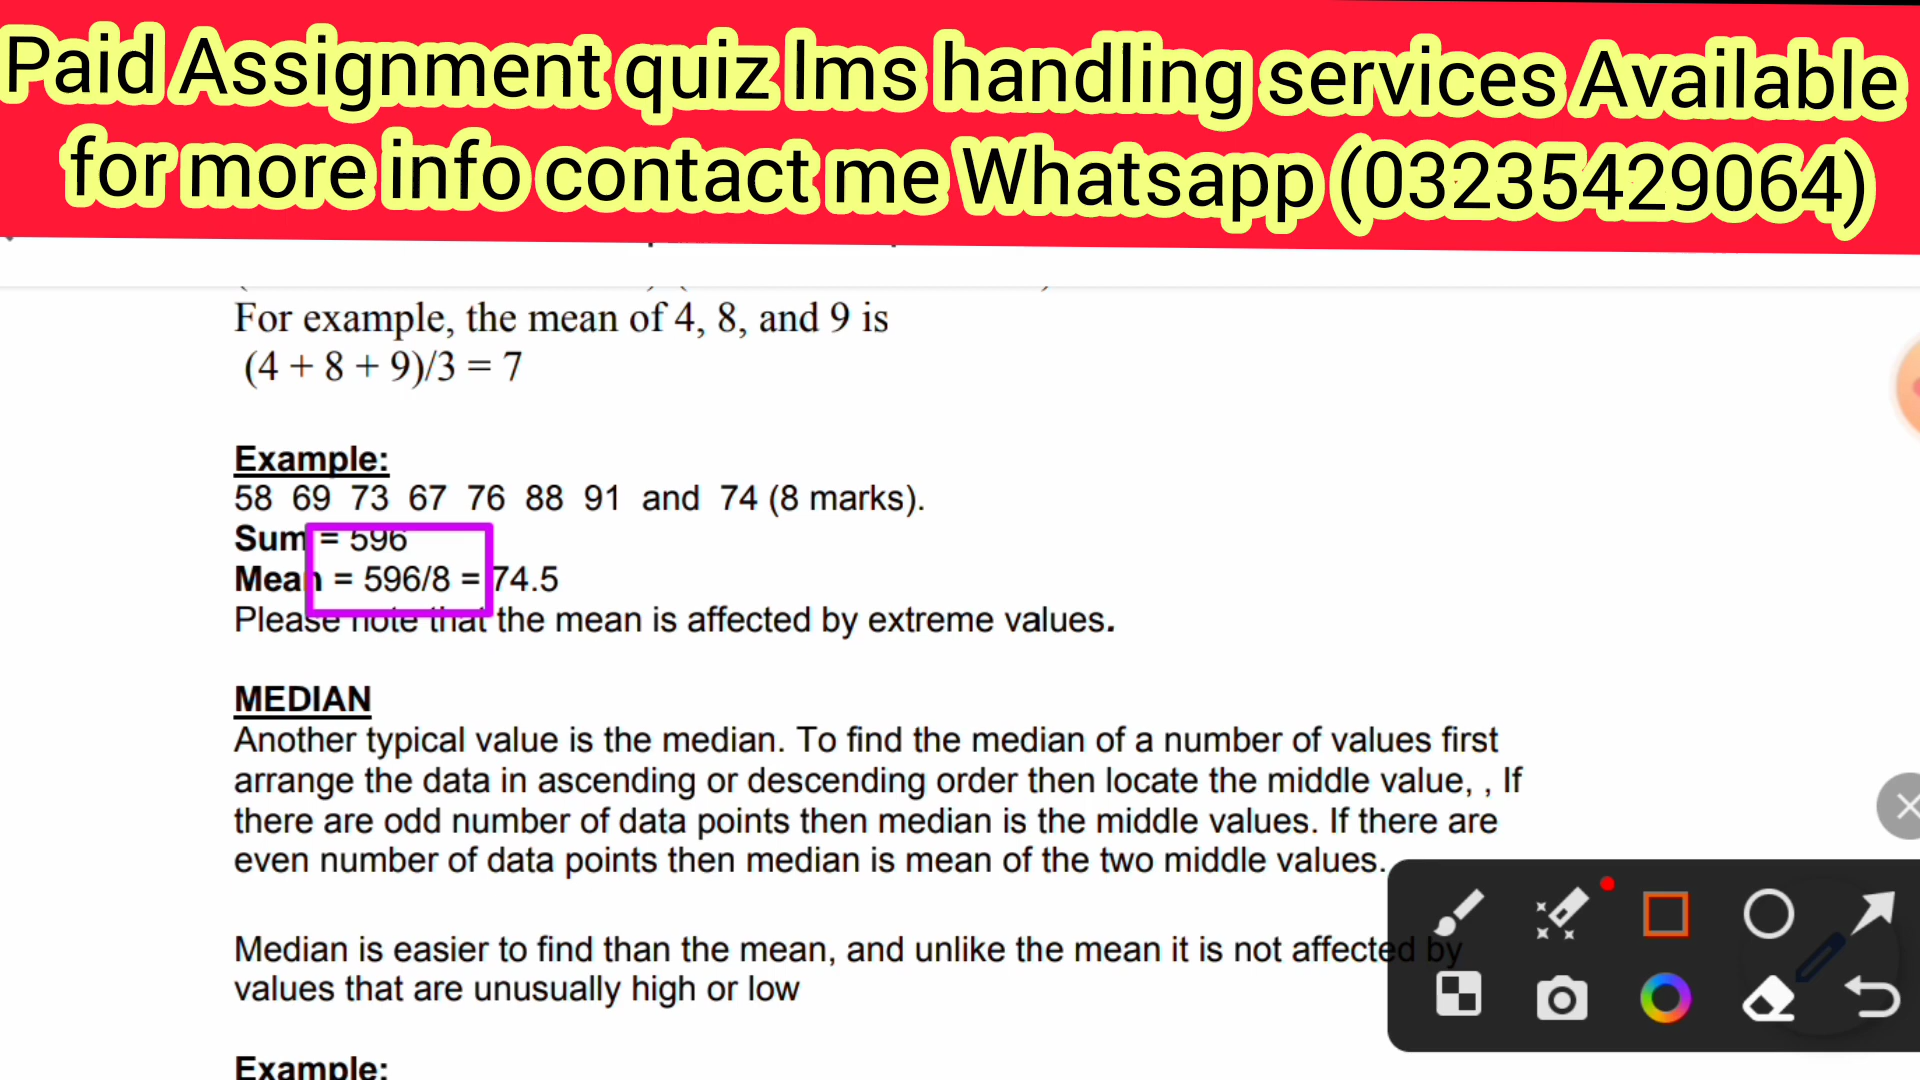 Paid Assignment quiz lms handling services Available
for more info contact me Whatsapp (03235429064)
For example, the mean of 4, 8, and 9 is
(4 + 8 + 9)/3 = 7
Example:
58 69 73 67 76 88 91 and 74 (8 marks).
Sum = 596
Mean = 596/8 = 74.5
Please note that the mean is affected by extreme values.
MEDIAN
Another typical value is the median. To find the median of a number of values first
arrange the data in ascending or descending order then locate the middle value, , If
there are odd number of data points then median is the middle values. If there are
even number of data points then median is mean of the two middle values.
Median is easier to find than the mean, and unlike the mean it is not affected by
values that are unusually high or low
Example: